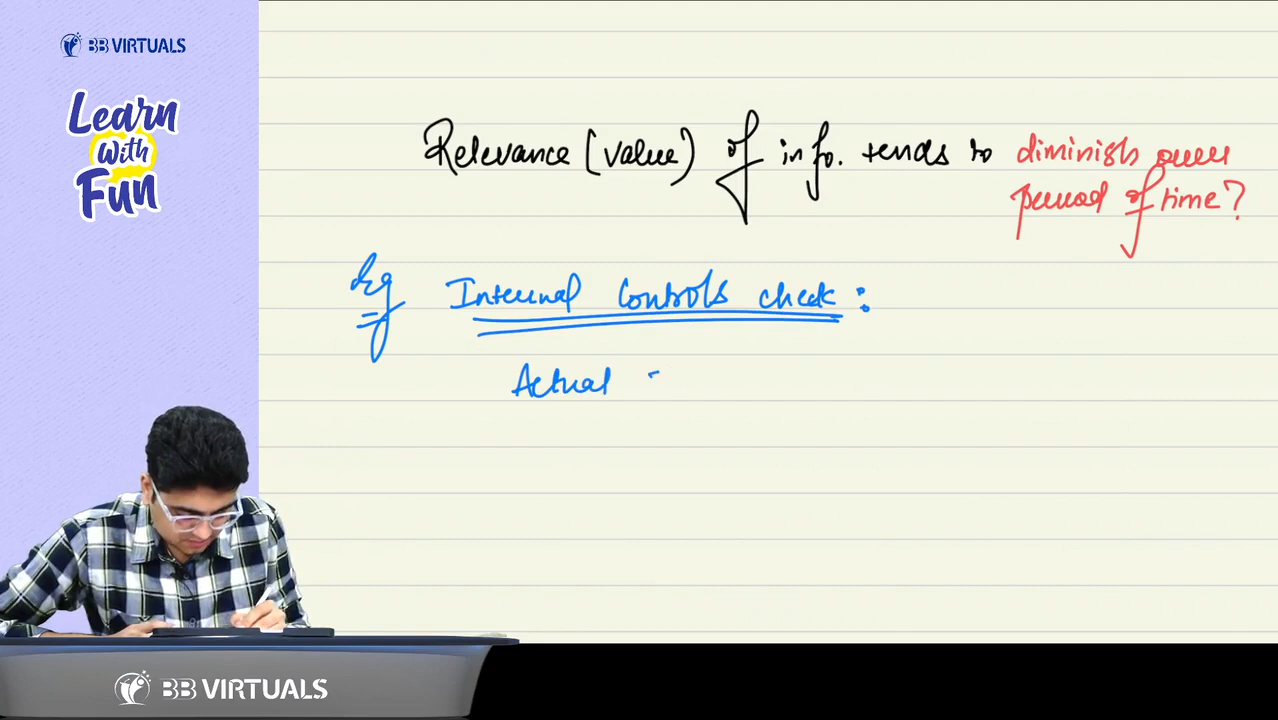 BB VIRTUALS
Learn
with
Fun
Relevance (value) of info. tends to diminish over
period of time?
Eg Internal Controls check :
Actual
BB VIRTUALS